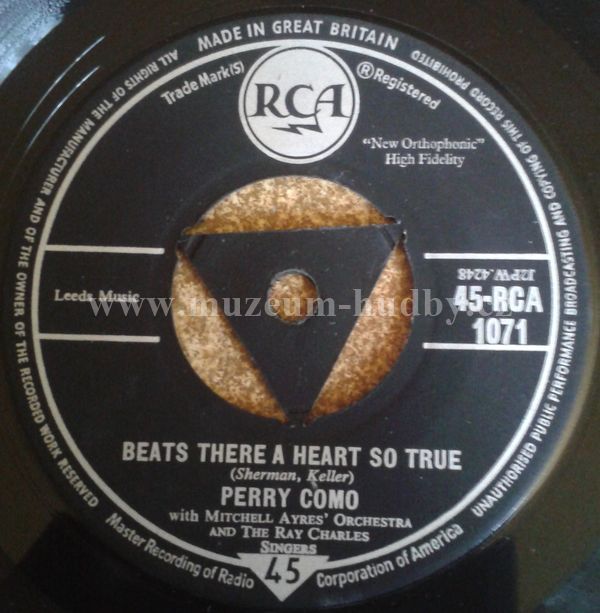 MADE IN GREAT BRITAIN
ALL RIGHTS OF THE MANUFACTURER AND OF THE OWNER OF THE RECORDED WORK RESERVED
UNAUTHORISED PUBLIC PERFORMANCE BROADCASTING AND COPYING OF THIS RECORD PROHIBITED
Trade Mark(S)
®Registered
RCA
"New Orthophonic"
High Fidelity
Leeds Music
J2PW.4248
45-RCA
1071
www.muzeum-hudby.cz
BEATS THERE A HEART SO TRUE
(Sherman, Keller)
PERRY COMO
with MITCHELL AYRES' ORCHESTRA
AND THE RAY CHARLES
SINGERS
Master Recording of Radio
45
Corporation of America